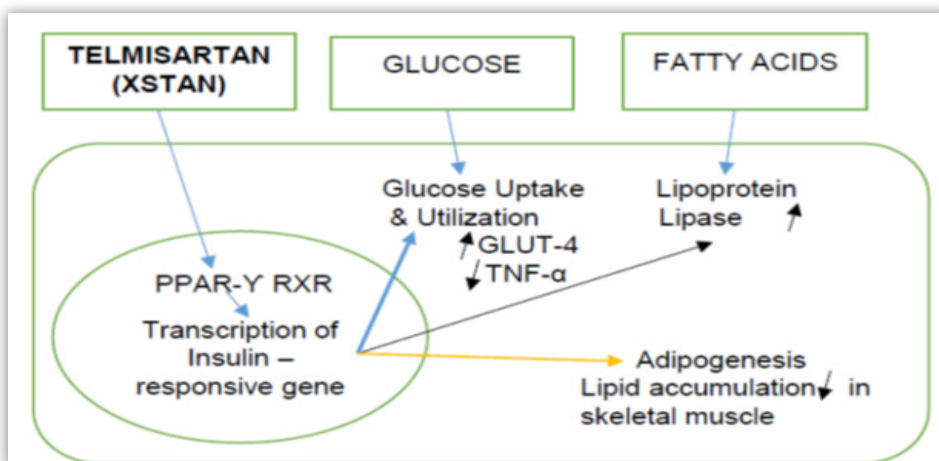 TELMISARTAN
(XSTAN)
GLUCOSE
FATTY ACIDS
Glucose Uptake
& Utilization
GLUT-4
TNF-α
Lipoprotein
Lipase
PPAR-ϒ RXR
Transcription of
Insulin –
responsive gene
Adipogenesis
Lipid accumulation in
skeletal muscle